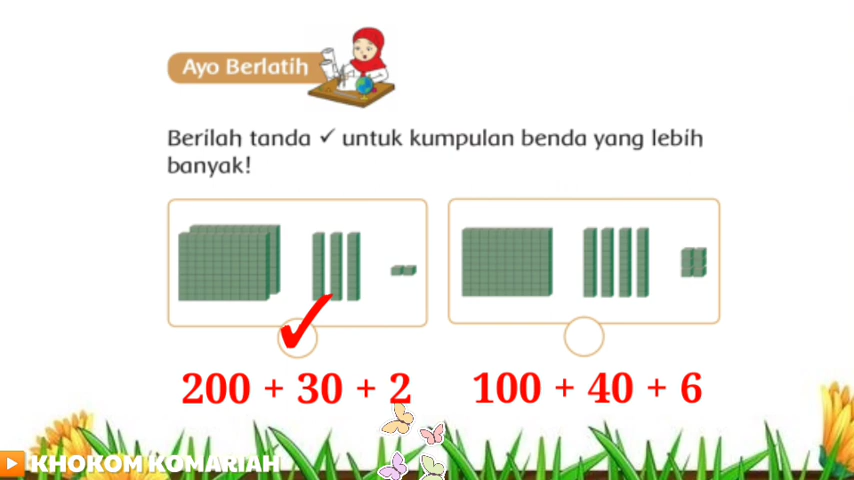 Ayo Berlatih
Berilah tanda ✓ untuk kumpulan benda yang lebih
banyak!
200 + 30 + 2
100 + 40 + 6
KHOKOM KOMARIAH